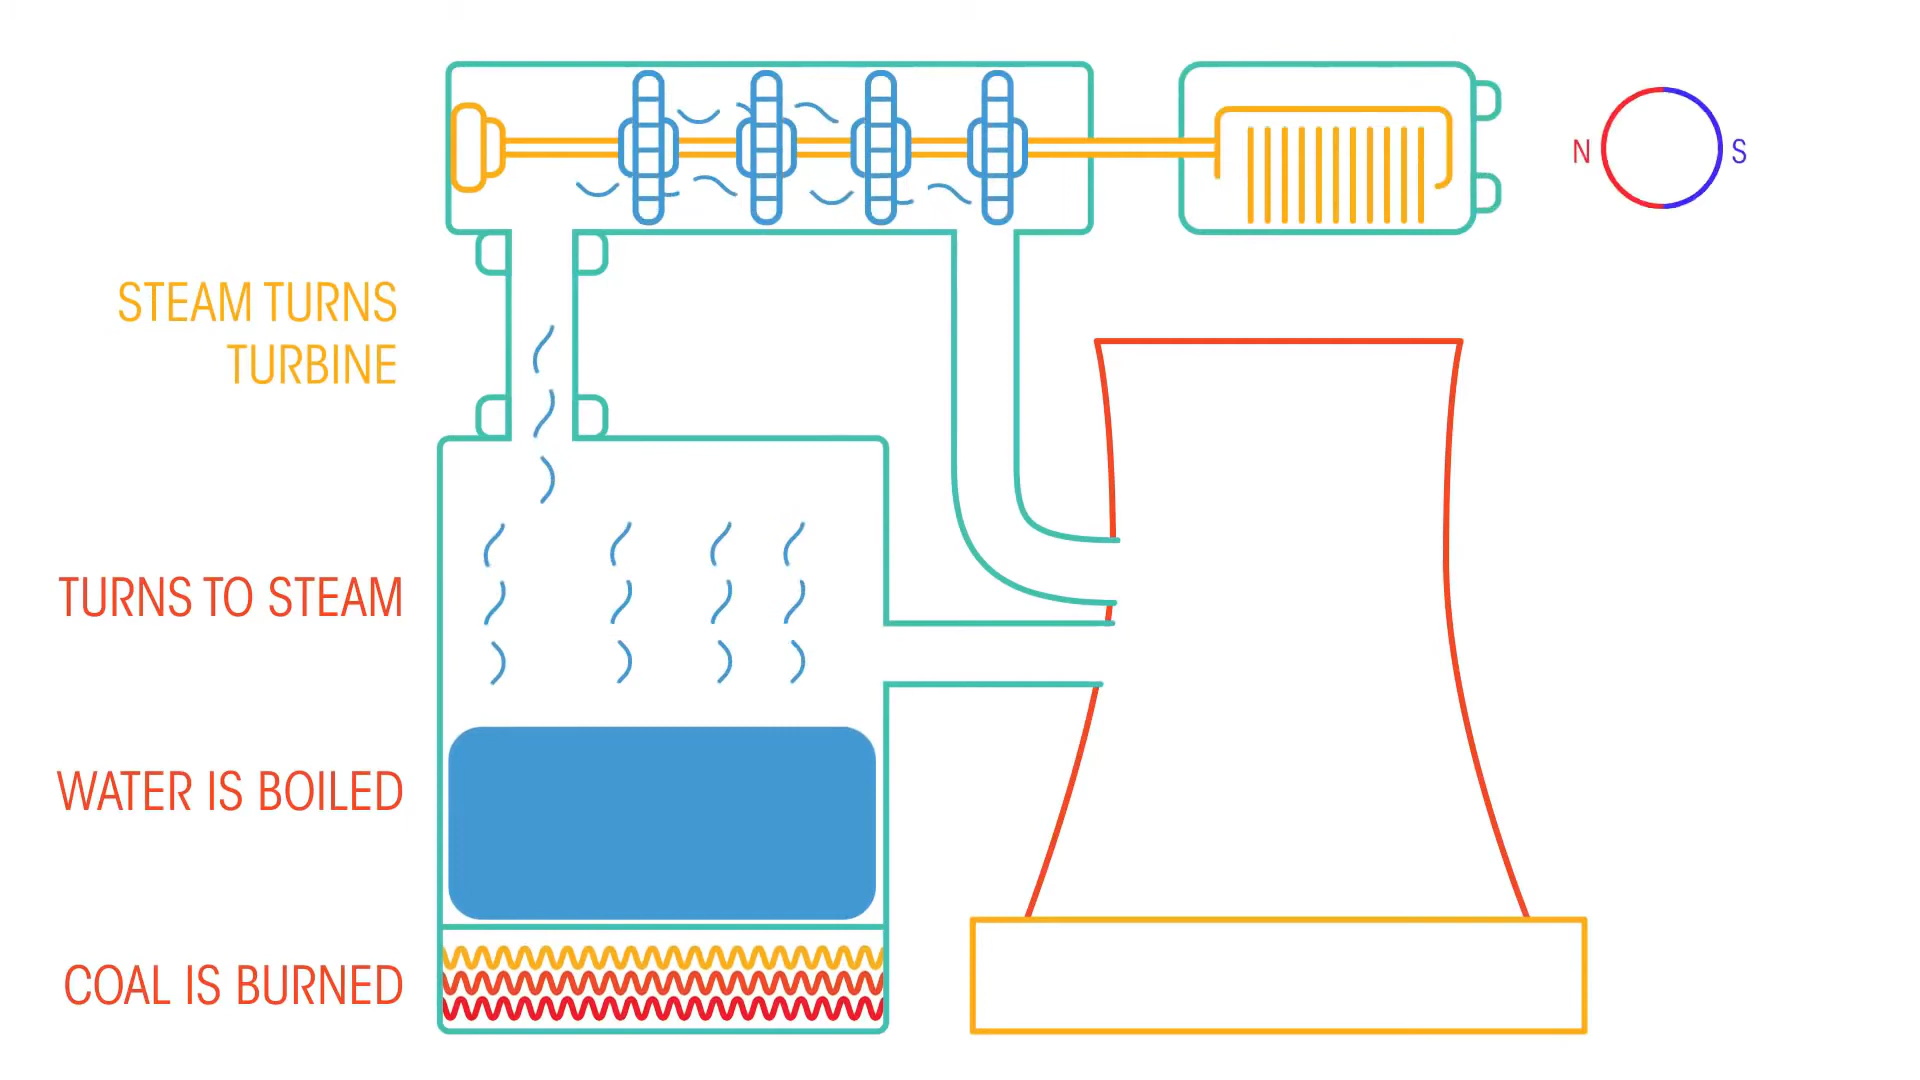 N
S
STEAM TURNS
TURBINE
TURNS TO STEAM
WATER IS BOILED
COAL IS BURNED